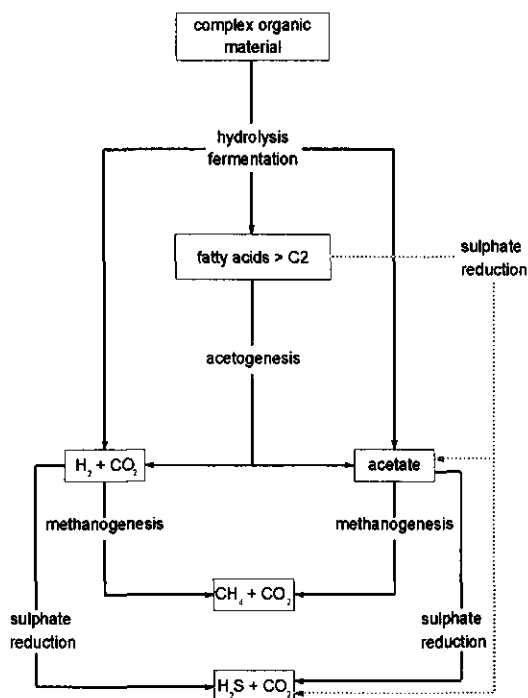 complex organic
material
hydrolysis
fermentation
fatty acids > C2
sulphate
reduction
acetogenesis
H₂ + CO₂
acetate
methanogenesis
methanogenesis
CH₄ + CO₂
sulphate
reduction
sulphate
reduction
H₂S + CO₂